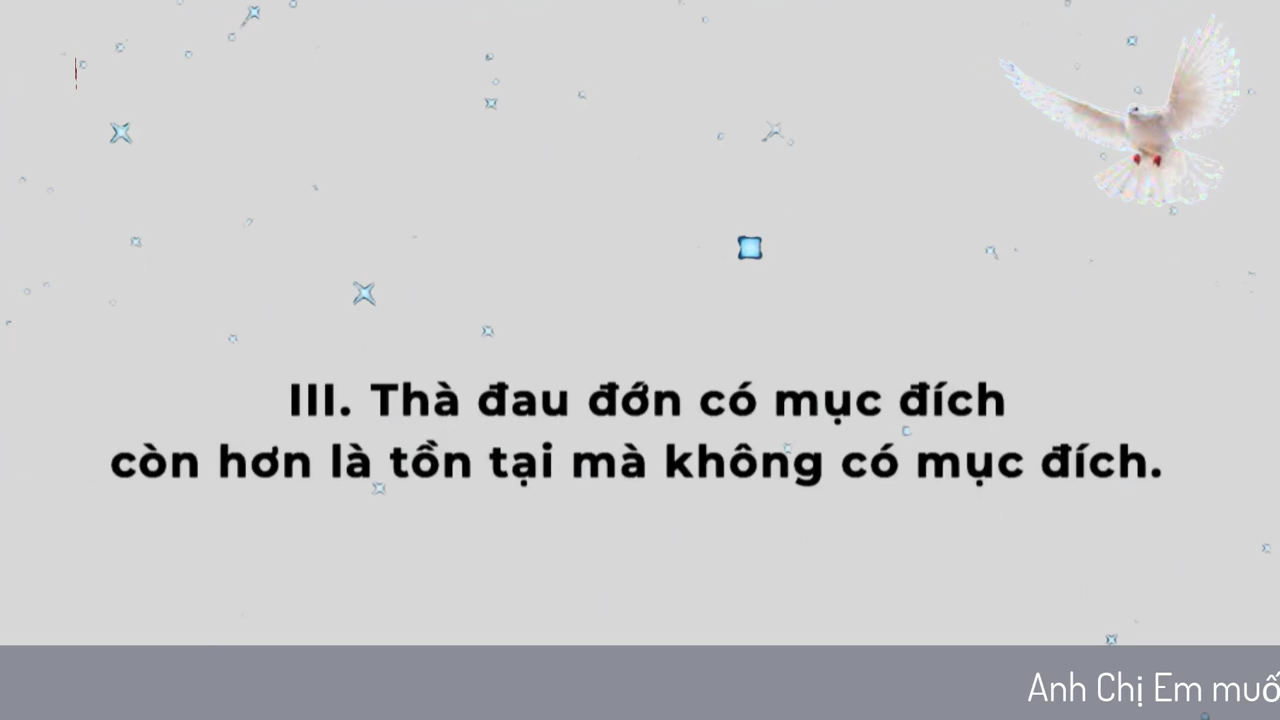 III. Thà đau đớn có mục đích
còn hơn là tồn tại mà không có mục đích.
Anh Chị Em